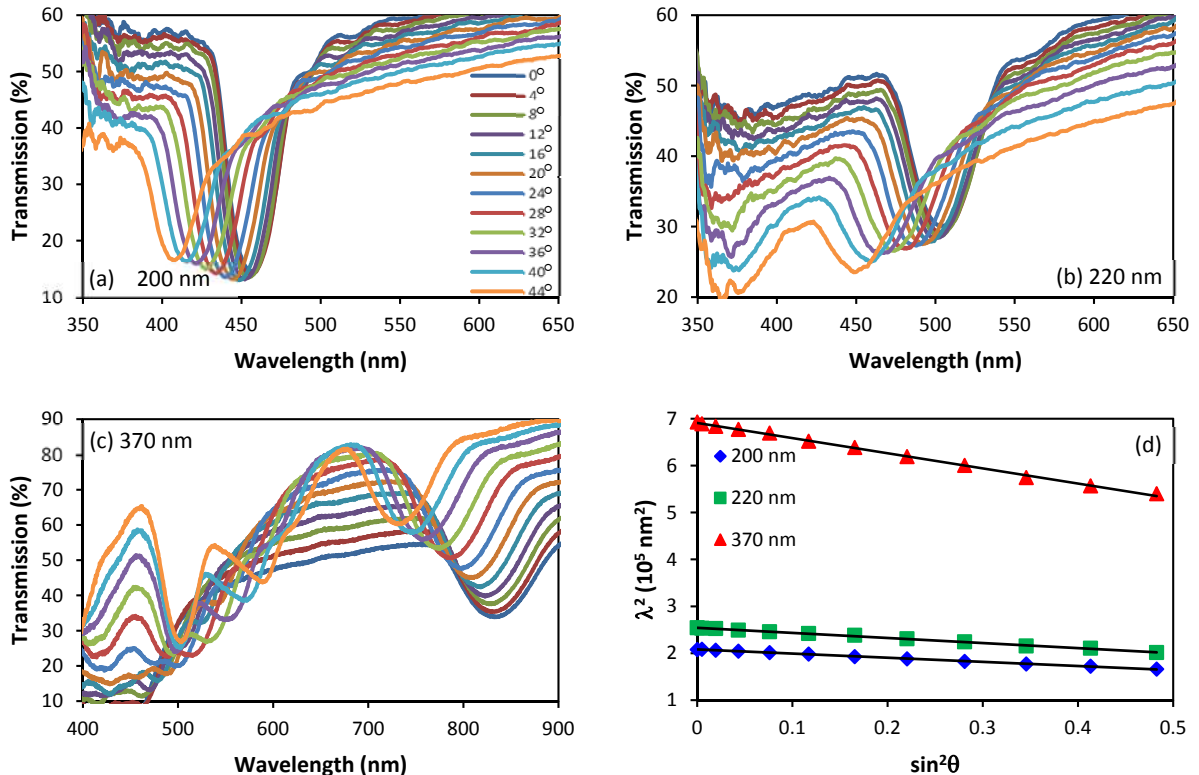 60
50
40
30
20
10
Transmission (%)
(a) 200 nm
0°
4°
8°
12°
16°
20°
24°
28°
32°
36°
40°
44°
350 400 450 500 550 600 650
Wavelength (nm)
60
50
40
30
20
Transmission (%)
(b) 220 nm
350 400 450 500 550 600 650
Wavelength (nm)
90
80
70
60
50
40
30
20
10
Transmission (%)
(c) 370 nm
400 500 600 700 800 900
Wavelength (nm)
7
6
5
4
3
2
1
λ² (10⁵ nm²)
(d)
200 nm
220 nm
370 nm
0 0.1 0.2 0.3 0.4 0.5
sin²θ